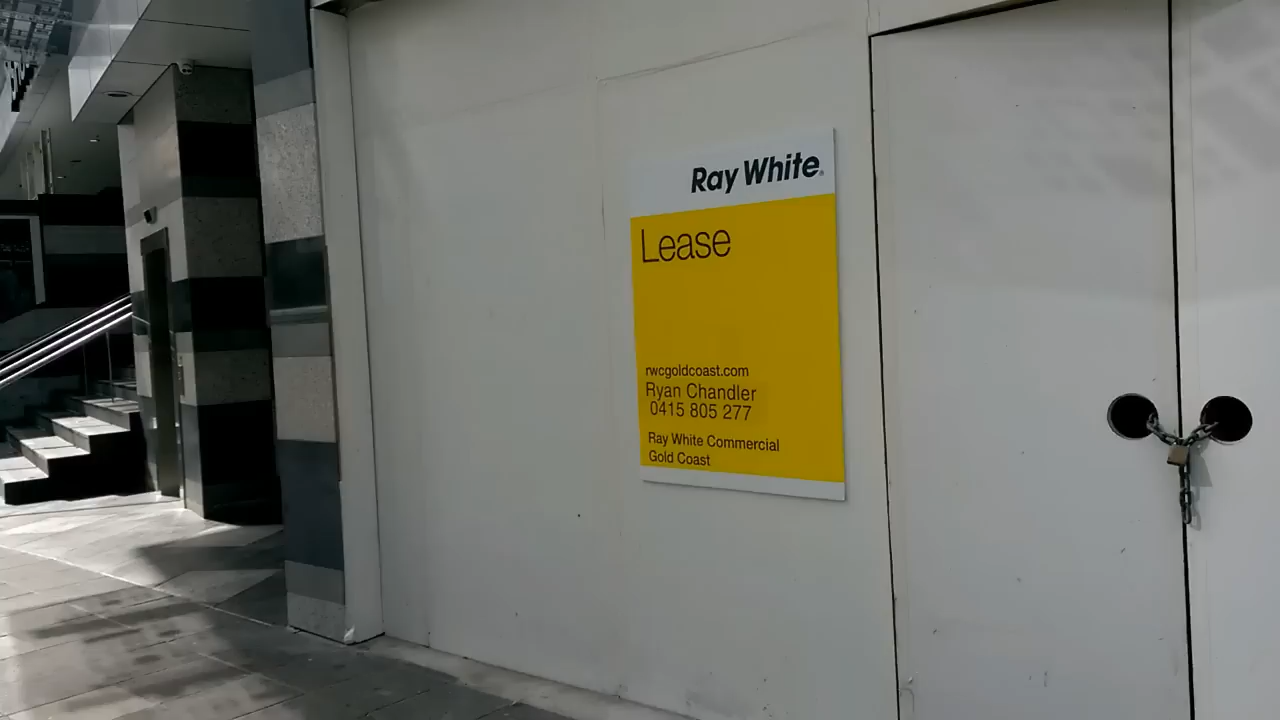 Ray White
Lease
rwcgoldcoast.com
Ryan Chandler
0415 805 277
Ray White Commercial
Gold Coast